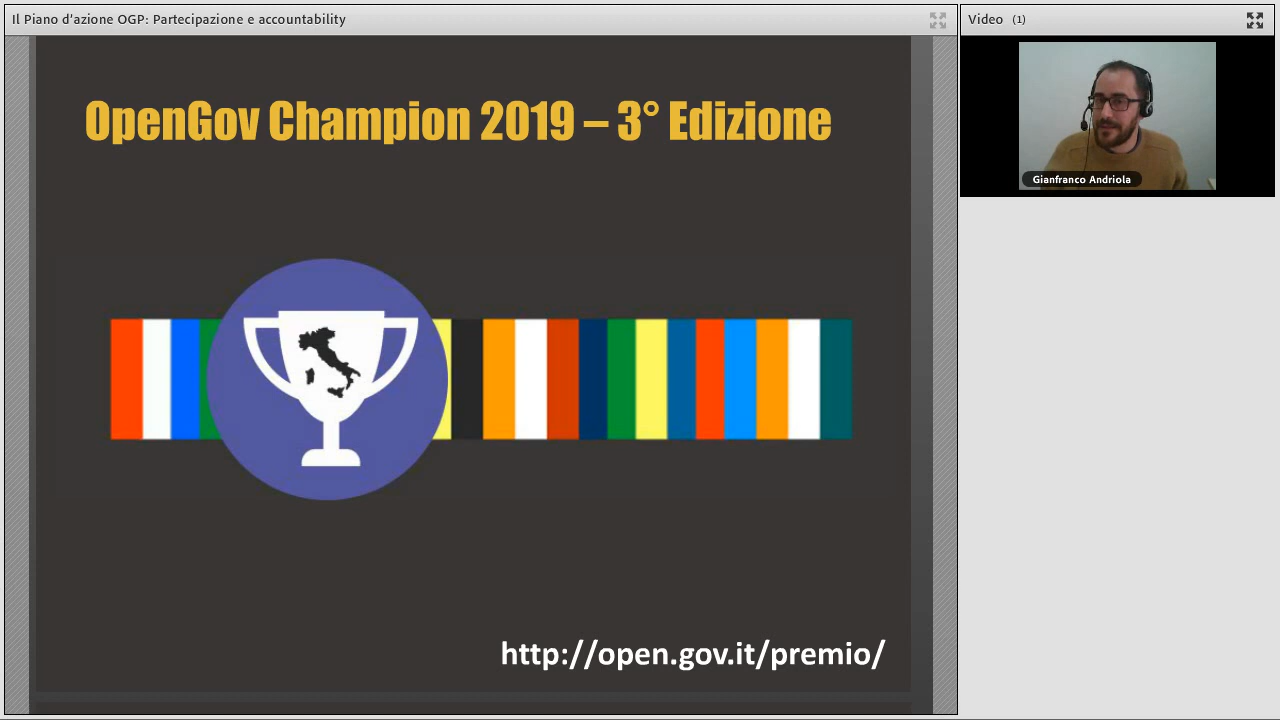 Il Piano d'azione OGP: Partecipazione e accountability
Video (1)
OpenGov Champion 2019 – 3° Edizione
Gianfranco Andriola
http://open.gov.it/premio/